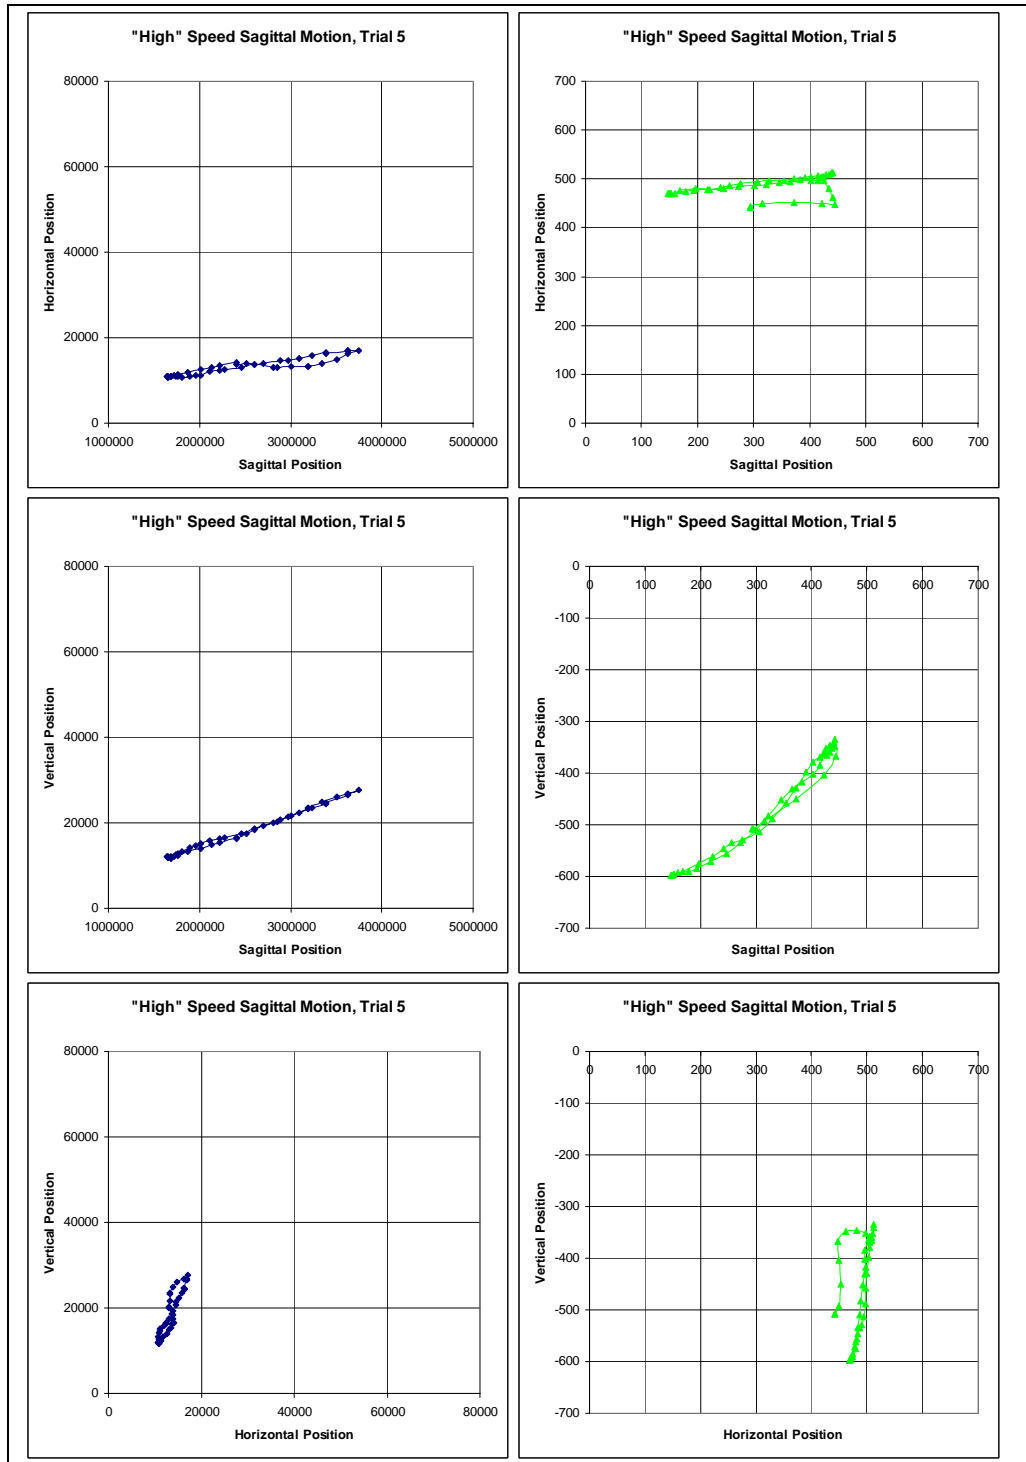 "High" Speed Sagittal Motion, Trial 5
80000
60000
40000
20000
0
1000000 2000000 3000000 4000000 5000000
Horizontal Position
Sagittal Position
"High" Speed Sagittal Motion, Trial 5
700
600
500
400
300
200
100
0
0 100 200 300 400 500 600 700
Horizontal Position
Sagittal Position
"High" Speed Sagittal Motion, Trial 5
80000
60000
40000
20000
0
1000000 2000000 3000000 4000000 5000000
Vertical Position
Sagittal Position
"High" Speed Sagittal Motion, Trial 5
0
0 100 200 300 400 500 600 700
-100
-200
-300
-400
-500
-600
-700
Vertical Position
Sagittal Position
"High" Speed Sagittal Motion, Trial 5
80000
60000
40000
20000
0
0 20000 40000 60000 80000
Vertical Position
Horizontal Position
"High" Speed Sagittal Motion, Trial 5
0
0 100 200 300 400 500 600 700
-100
-200
-300
-400
-500
-600
-700
Vertical Position
Horizontal Position